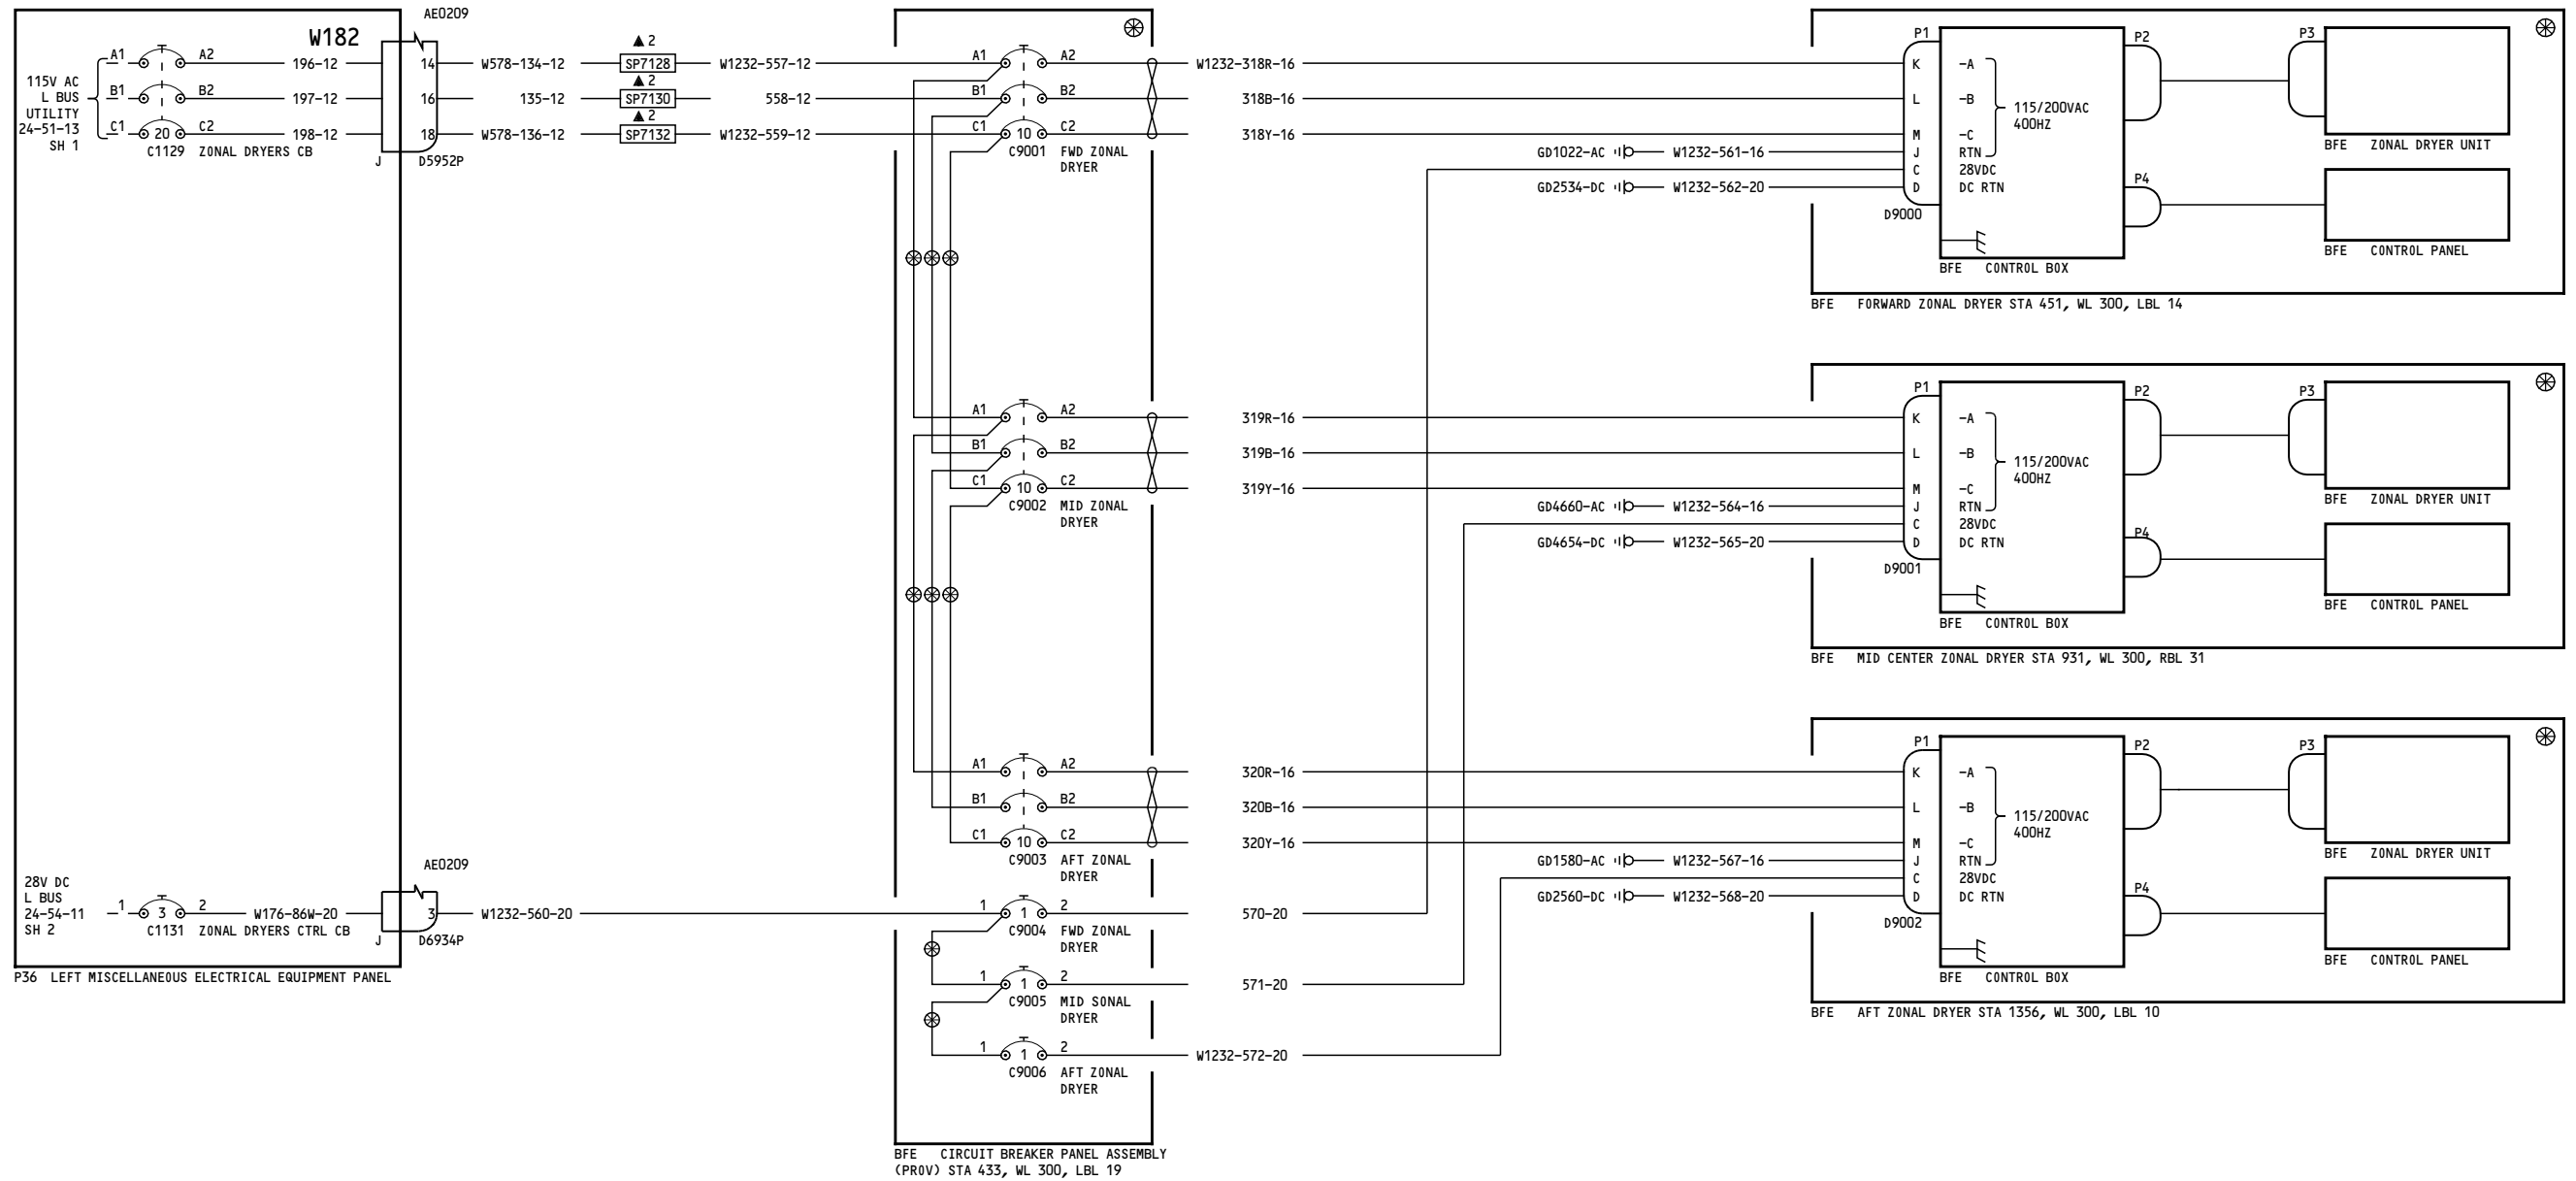 AE0209
W182
115V AC
L BUS
UTILITY
24-51-13
SH 1
A1 A2 196-12 14 W578-134-12 ▲ 2 SP7128 W1232-557-12
B1 B2 197-12 16 135-12 ▲ 2 SP7130 558-12
C1 20 C2 198-12 18 W578-136-12 ▲ 2 SP7132 W1232-559-12
C1129 ZONAL DRYERS CB
J D5952P
A1 A2 W1232-318R-16
B1 B2 318B-16
C1 10 C2 318Y-16
C9001 FWD ZONAL
DRYER
A1 A2 319R-16
B1 B2 319B-16
C1 10 C2 319Y-16
C9002 MID ZONAL
DRYER
A1 A2 320R-16
B1 B2 320B-16
C1 10 C2 320Y-16
C9003 AFT ZONAL
DRYER
28V DC
L BUS
24-54-11
SH 2
1 3 2 W176-86W-20
C1131 ZONAL DRYERS CTRL CB
AE0209
3 W1232-560-20
J D6934P
P36 LEFT MISCELLANEOUS ELECTRICAL EQUIPMENT PANEL
1 1 2 570-20
C9004 FWD ZONAL
DRYER
1 1 2 571-20
C9005 MID SONAL
DRYER
1 1 2 W1232-572-20
C9006 AFT ZONAL
DRYER
BFE CIRCUIT BREAKER PANEL ASSEMBLY
(PROV) STA 433, WL 300, LBL 19
P1 P2 P3
K -A
L -B
115/200VAC
400HZ
M -C
GD1022-AC W1232-561-16 J RTN
C 28VDC
GD2534-DC W1232-562-20 D DC RTN
D9000
P4
BFE ZONAL DRYER UNIT
BFE CONTROL PANEL
BFE CONTROL BOX
BFE FORWARD ZONAL DRYER STA 451, WL 300, LBL 14
P1 P2 P3
K -A
L -B
115/200VAC
400HZ
M -C
GD4660-AC W1232-564-16 J RTN
C 28VDC
GD4654-DC W1232-565-20 D DC RTN
D9001
P4
BFE ZONAL DRYER UNIT
BFE CONTROL PANEL
BFE CONTROL BOX
BFE MID CENTER ZONAL DRYER STA 931, WL 300, RBL 31
P1 P2 P3
K -A
L -B
115/200VAC
400HZ
M -C
GD1580-AC W1232-567-16 J RTN
C 28VDC
GD2560-DC W1232-568-20 D DC RTN
D9002
P4
BFE ZONAL DRYER UNIT
BFE CONTROL PANEL
BFE CONTROL BOX
BFE AFT ZONAL DRYER STA 1356, WL 300, LBL 10